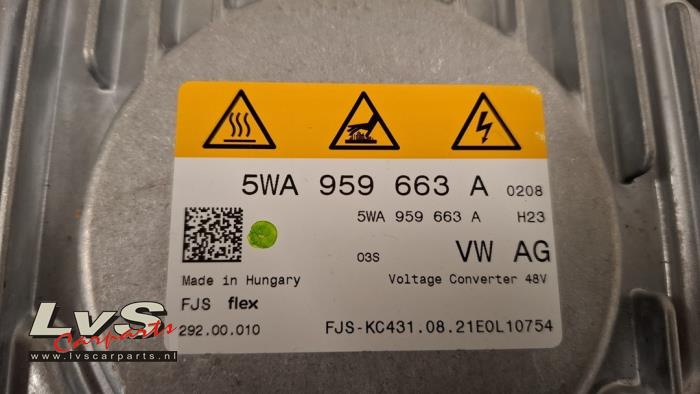 5WA 959 663 A 0208
5WA 959 663 A H23
03S VW AG
Made in Hungary Voltage Converter 48V
FJS flex
292.00.010 FJS-KC431.08.21E0L10754
LvS
Carparts
www.lvscarparts.nl